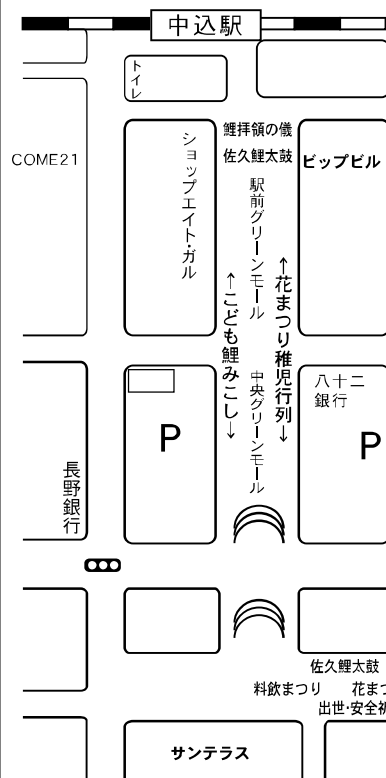 中込駅
トイレ
COME21
ショップエイト・ガル
鯉拝領の儀
佐久鯉太鼓
ビップビル
駅前グリーンモール
←花まつり稚児行列→
←こども鯉みこし→
中央グリーンモール
八十二
銀行
P
P
長野銀行
佐久鯉太鼓
料飲まつり 花まつ
出世・安全祈
サンテラス